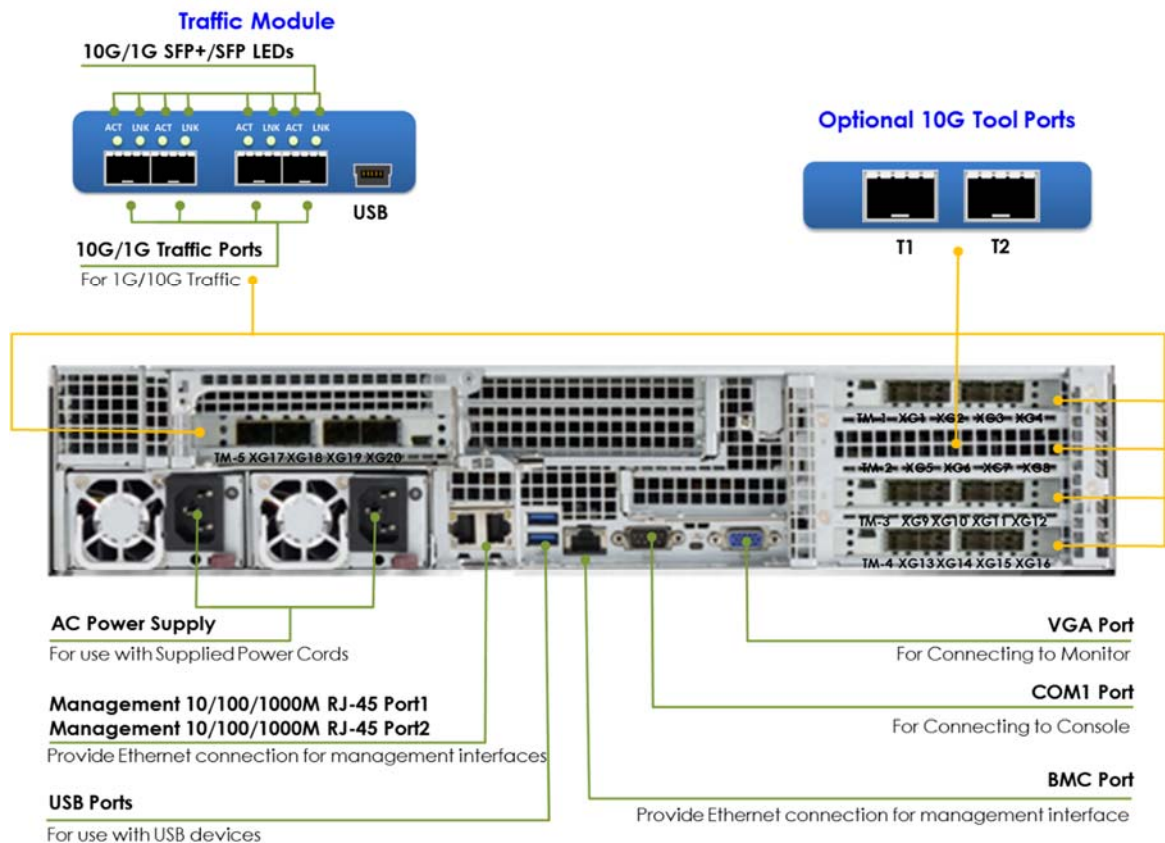 Traffic Module
10G/1G SFP+/SFP LEDs
ACT LNK ACT LNK ACT LNK ACT LNK
USB
10G/1G Traffic Ports
For 1G/10G Traffic
Optional 10G Tool Ports
T1 T2
TM-1 XG1 XG2 XG3 XG4
TM-2 XG5 XG6 XG7 XG8
TM-5 XG17 XG18 XG19 XG20
TM-3 XG9 XG10 XG11 XG12
TM-4 XG13 XG14 XG15 XG16
AC Power Supply
For use with Supplied Power Cords
Management 10/100/1000M RJ-45 Port1
Management 10/100/1000M RJ-45 Port2
Provide Ethernet connection for management interfaces
USB Ports
For use with USB devices
VGA Port
For Connecting to Monitor
COM1 Port
For Connecting to Console
BMC Port
Provide Ethernet connection for management interface